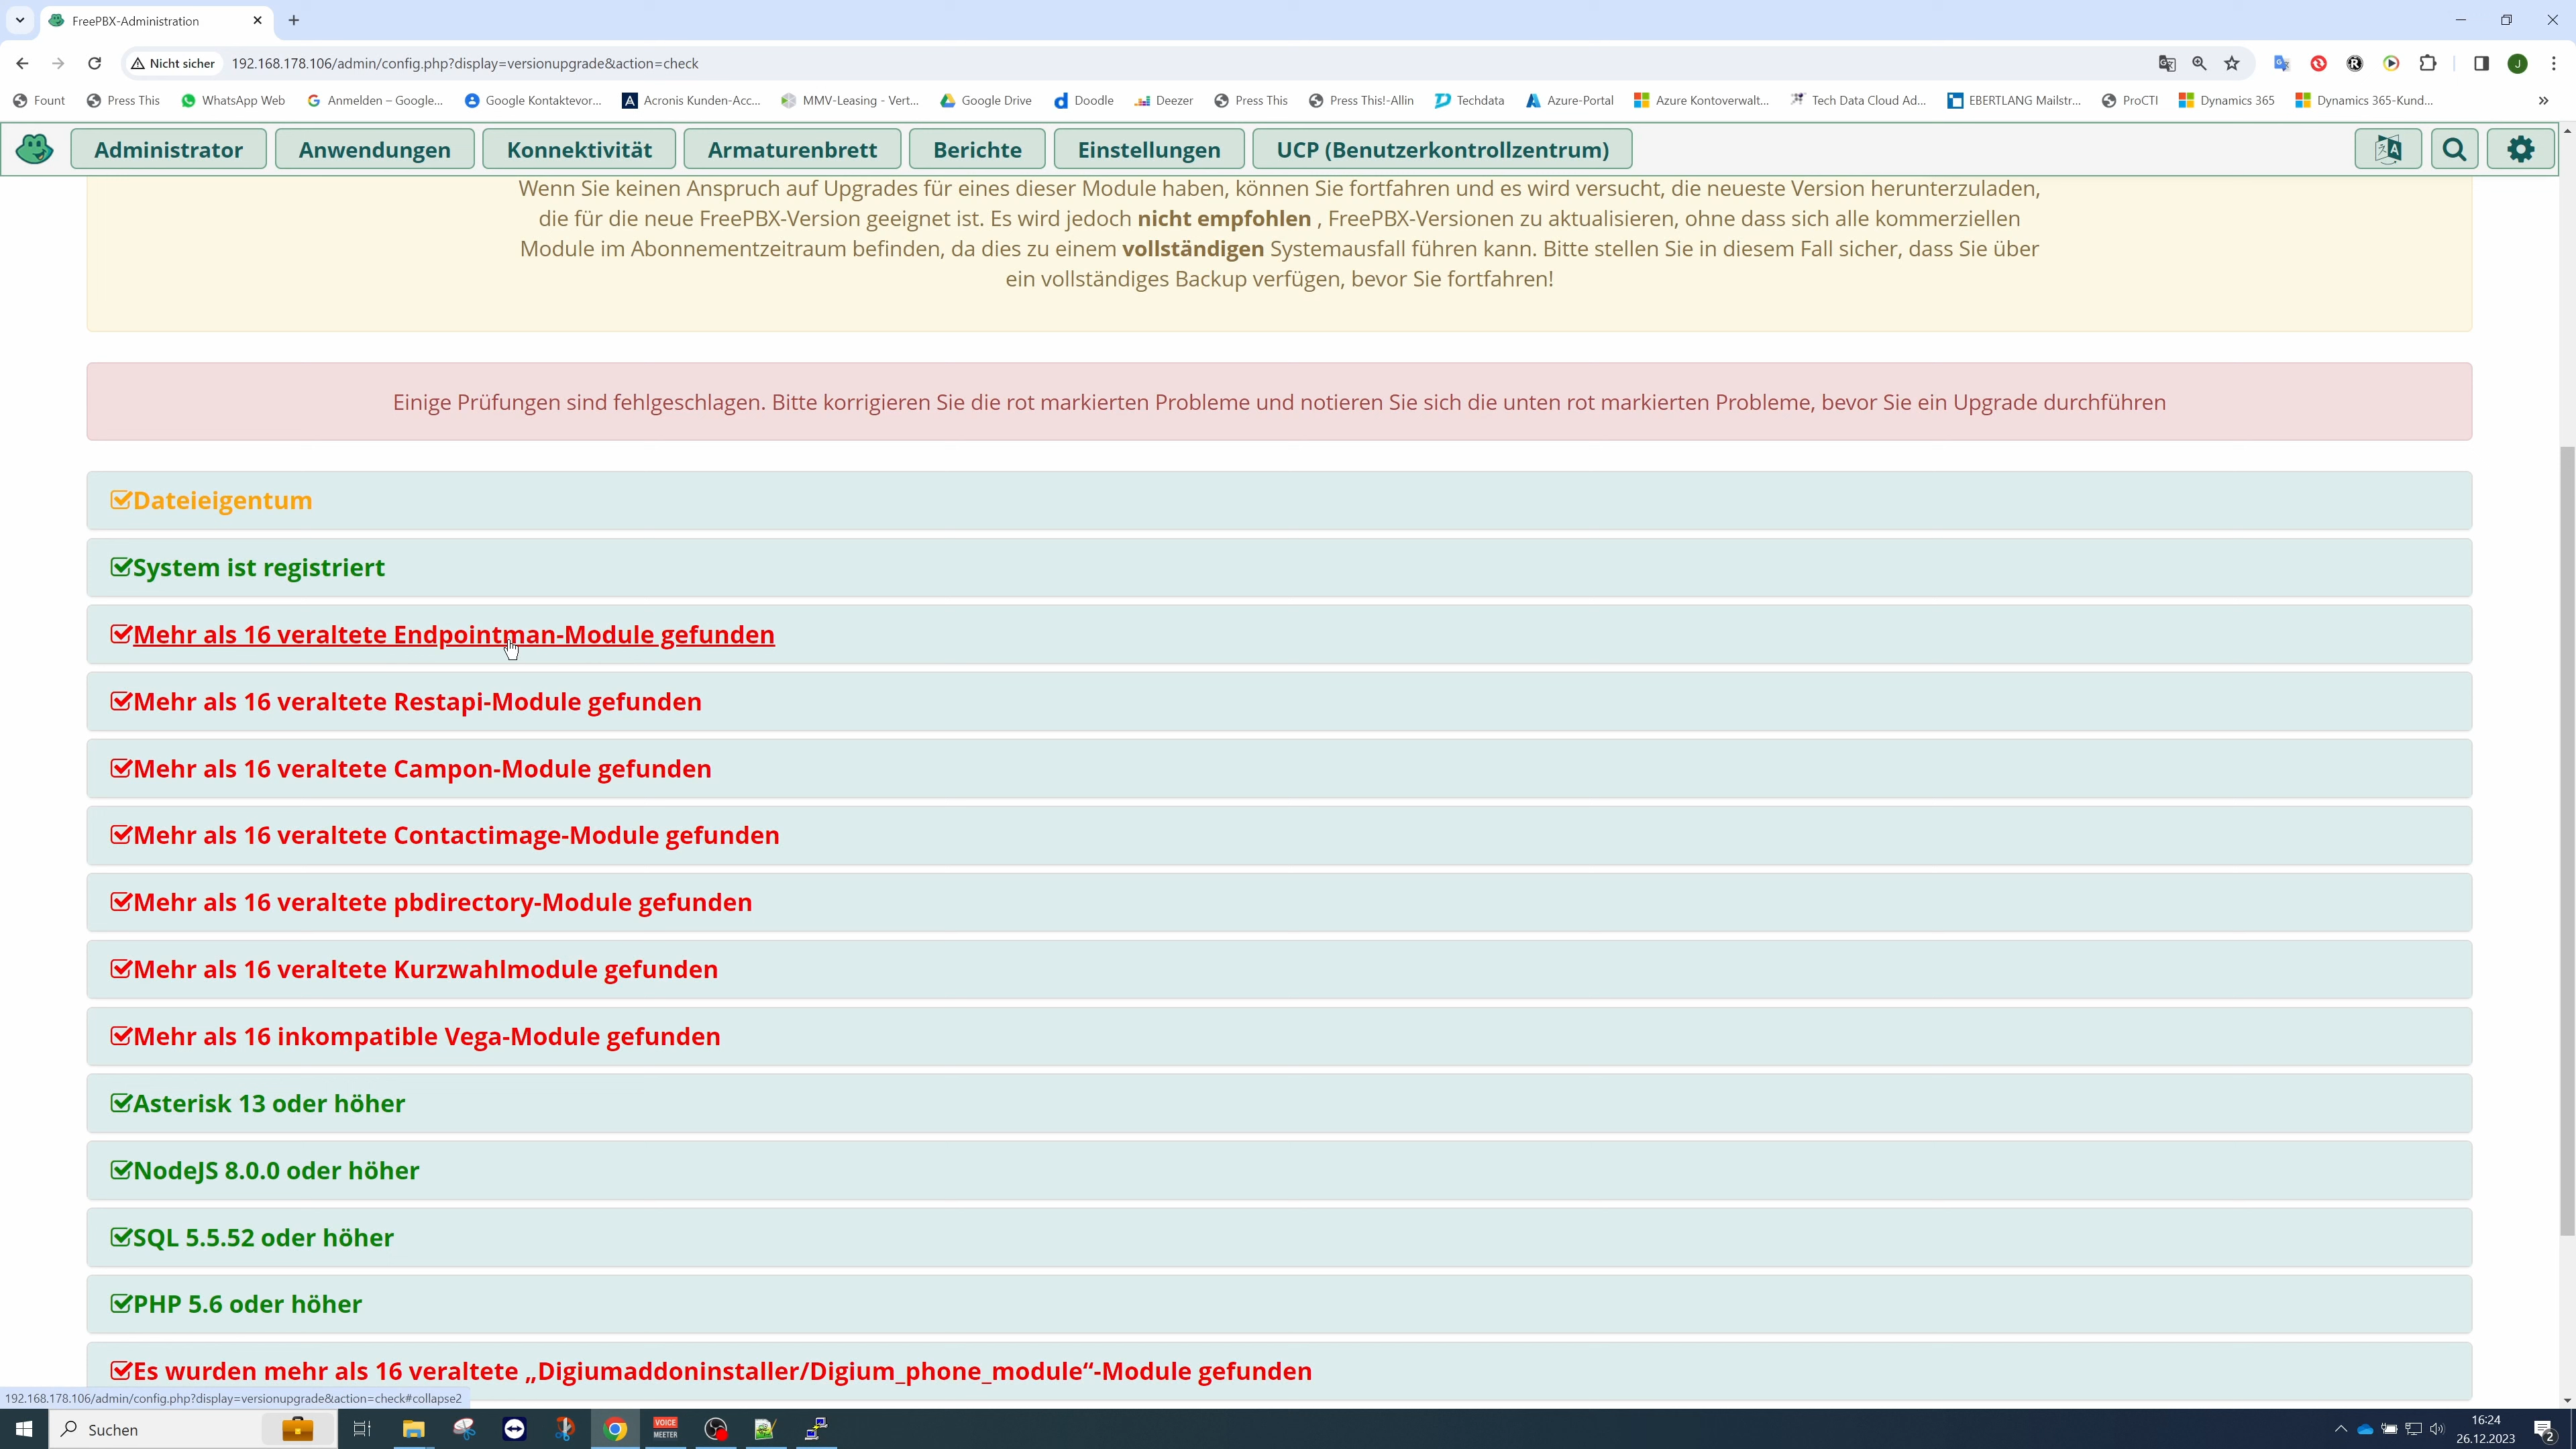 FreePBX-Administration
Nicht sicher
192.168.178.106/admin/config.php?display=versionupgrade&action=check
J
Fount
Press This
WhatsApp Web
Anmelden – Google...
Google Kontaktevor...
Acronis Kunden-Acc...
MMV-Leasing - Vert...
Google Drive
Doodle
Deezer
Press This
Press This!-Allin
Techdata
Azure-Portal
Azure Kontoverwalt...
Tech Data Cloud Ad...
EBERTLANG Mailstr...
ProCTI
Dynamics 365
Dynamics 365-Kund...
Administrator
Anwendungen
Konnektivität
Armaturenbrett
Berichte
Einstellungen
UCP (Benutzerkontrollzentrum)
Wenn Sie keinen Anspruch auf Upgrades für eines dieser Module haben, können Sie fortfahren und es wird versucht, die neueste Version herunterzuladen,
die für die neue FreePBX-Version geeignet ist. Es wird jedoch nicht empfohlen , FreePBX-Versionen zu aktualisieren, ohne dass sich alle kommerziellen
Module im Abonnementzeitraum befinden, da dies zu einem vollständigen Systemausfall führen kann. Bitte stellen Sie in diesem Fall sicher, dass Sie über
ein vollständiges Backup verfügen, bevor Sie fortfahren!
Einige Prüfungen sind fehlgeschlagen. Bitte korrigieren Sie die rot markierten Probleme und notieren Sie sich die unten rot markierten Probleme, bevor Sie ein Upgrade durchführen
Dateieigentum
System ist registriert
Mehr als 16 veraltete Endpointman-Module gefunden
Mehr als 16 veraltete Restapi-Module gefunden
Mehr als 16 veraltete Campon-Module gefunden
Mehr als 16 veraltete Contactimage-Module gefunden
Mehr als 16 veraltete pbdirectory-Module gefunden
Mehr als 16 veraltete Kurzwahlmodule gefunden
Mehr als 16 inkompatible Vega-Module gefunden
Asterisk 13 oder höher
NodeJS 8.0.0 oder höher
SQL 5.5.52 oder höher
PHP 5.6 oder höher
Es wurden mehr als 16 veraltete „Digiumaddoninstaller/Digium_phone_module“-Module gefunden
192.168.178.106/admin/config.php?display=versionupgrade&action=check#collapse2
Suchen
VOICE
MEETER
16:24
26.12.2023
2